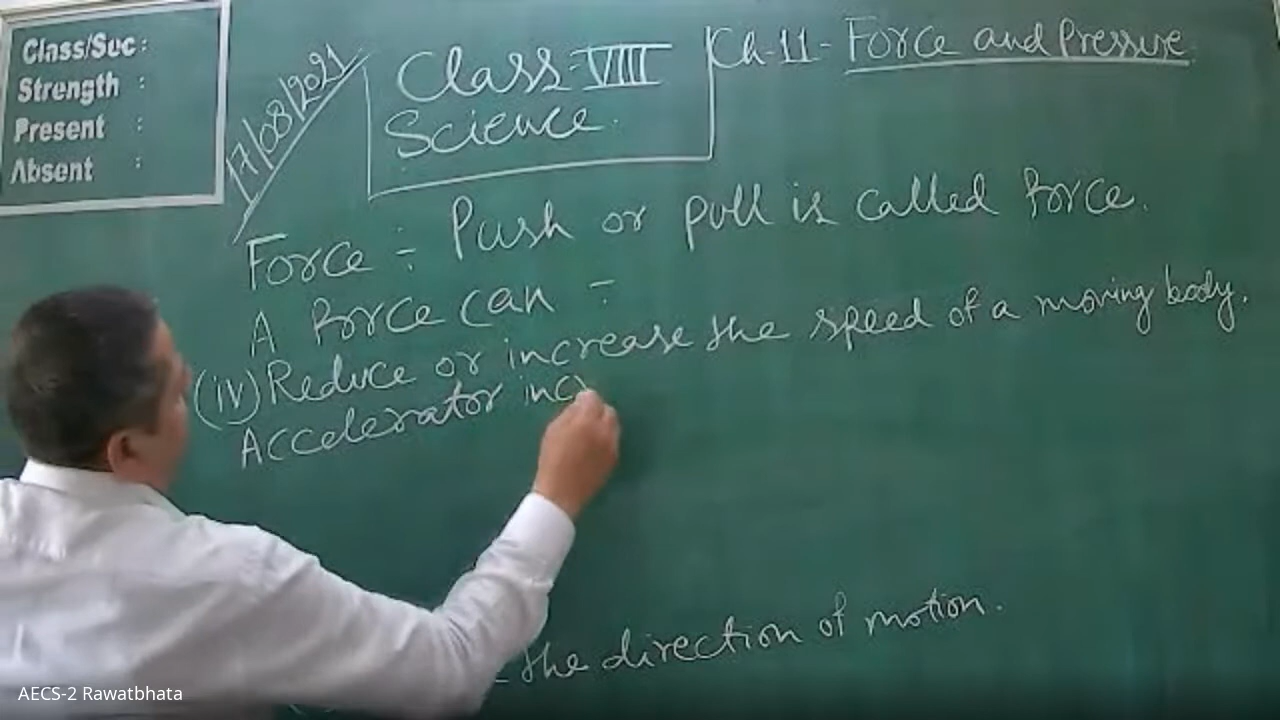 Class/Sec :
Strength :
Present :
Absent :
17/08/2021
Class-VIII
Science.
Ch-11- Force and Pressure
Force ÷ Push or pull is called force.
A force can -
(iv) Reduce or increase the speed of a moving body.
Accelerator inc
the direction of motion.
AECS-2 Rawatbhata